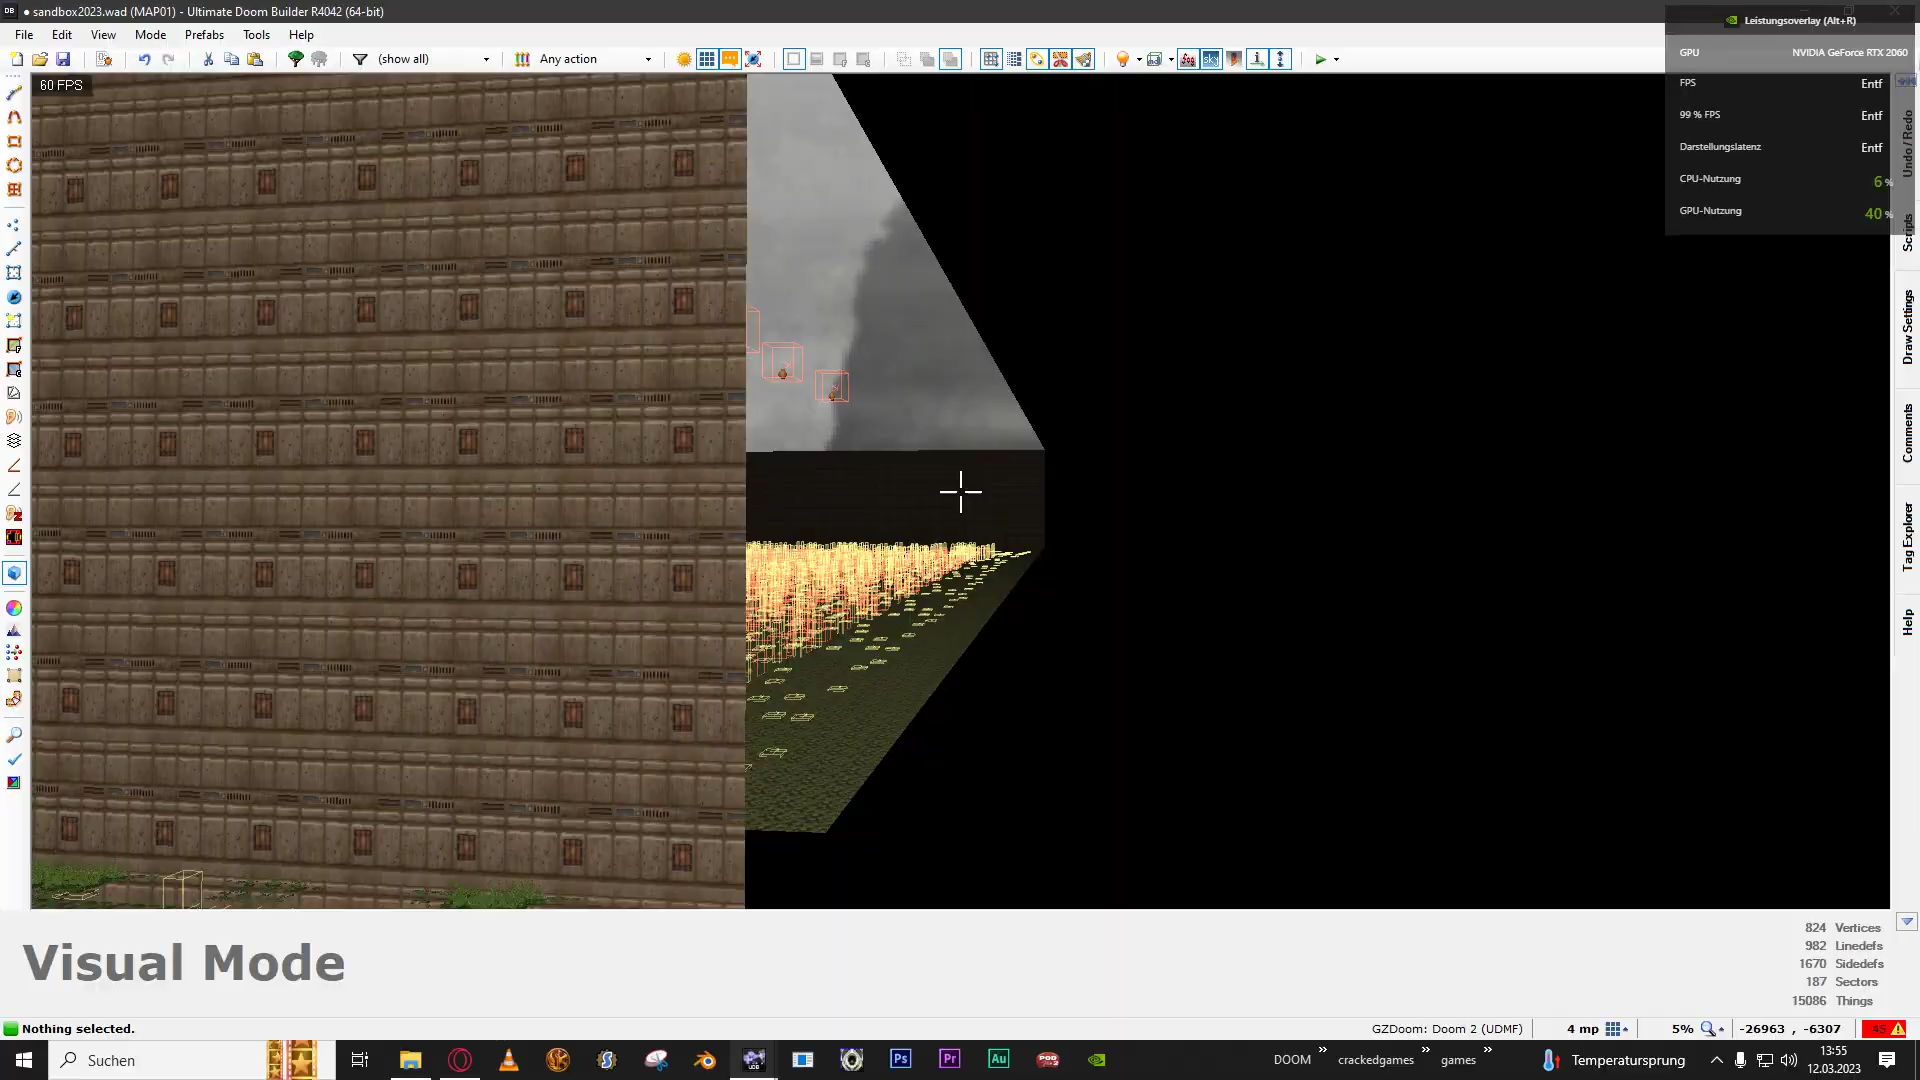 sandbox2023.wad (MAP01) - Ultimate Doom Builder R4042 (64-bit)
File Edit View Mode Prefabs Tools Help
(show all) Any action
60 FPS
Leistungsoverlay (Alt+R)
GPU NVIDIA GeForce RTX 2060
FPS Entf
99 % FPS Entf
Darstellungslatenz Entf
CPU-Nutzung 6 %
GPU-Nutzung 40 %
Undo / Redo
Scripts
Draw Settings
Comments
Tag Explorer
Help
Visual Mode
824 Vertices
982 Linedefs
1670 Sidedefs
187 Sectors
15086 Things
Nothing selected.
GZDoom: Doom 2 (UDMF) 4 mp 5% -26963 , -6307 45
Suchen
DOOM » crackedgames » games »
Temperatursprung
13:55
12.03.2023